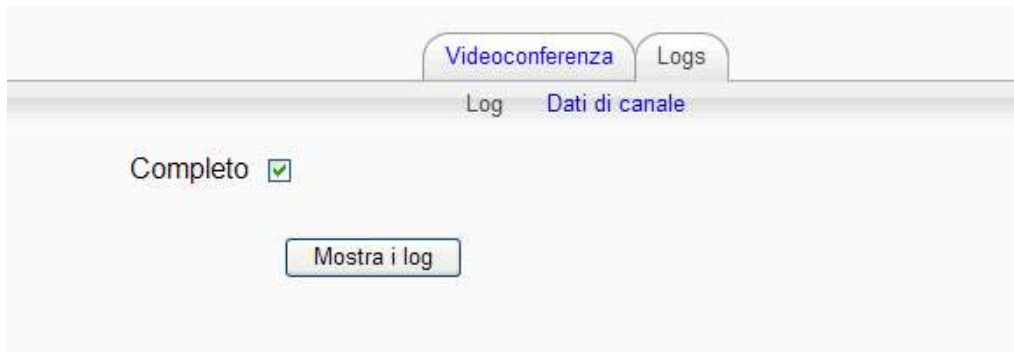 Videoconferenza Logs
Log Dati di canale
Completo
Mostra i log